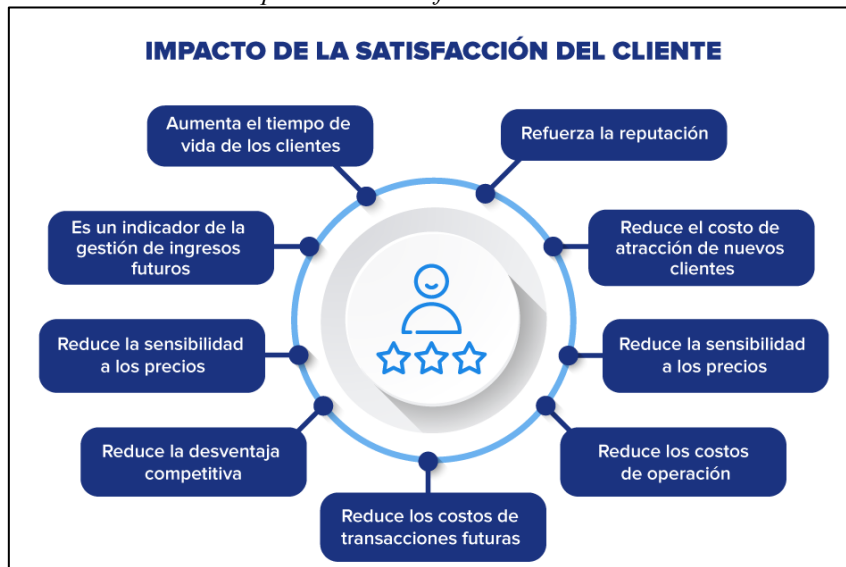 IMPACTO DE LA SATISFACCIÓN DEL CLIENTE
Aumenta el tiempo de
vida de los clientes
Refuerza la reputación
Es un indicador de la
gestión de ingresos
futuros
Reduce el costo de
atracción de nuevos
clientes
Reduce la sensibilidad
a los precios
Reduce la sensibilidad
a los precios
Reduce la desventaja
competitiva
Reduce los costos
de operación
Reduce los costos de
transacciones futuras